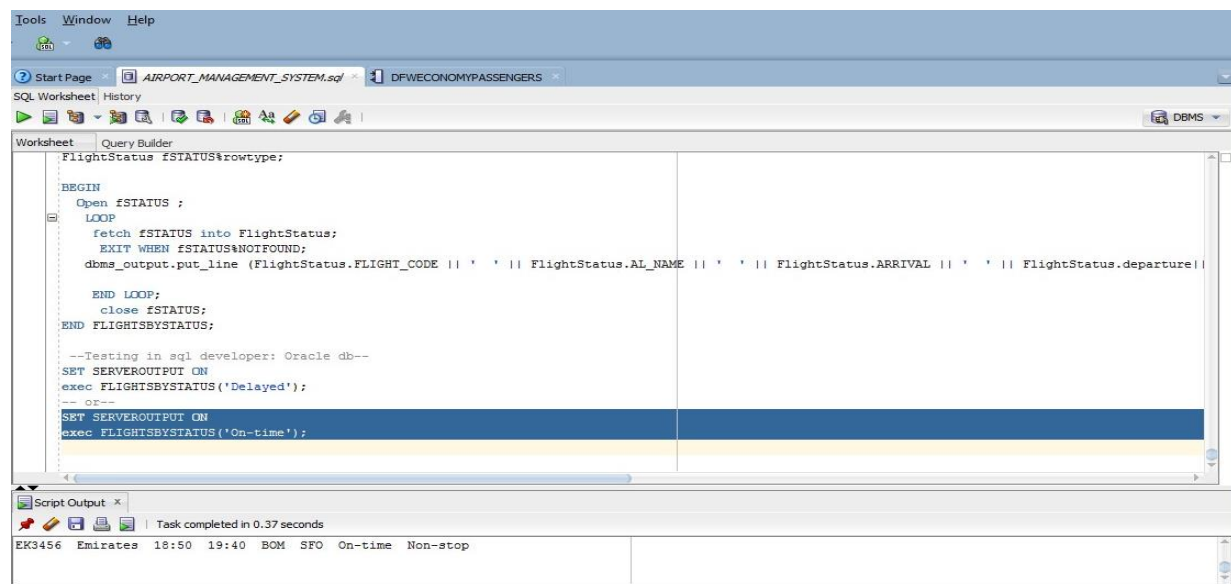 Tools Window Help
SQL
Start Page AIRPORT_MANAGEMENT_SYSTEM.sql DFWECONOMYPASSENGERS
SQL Worksheet History
DBMS
Worksheet Query Builder
FlightStatus fSTATUS%rowtype;
BEGIN
Open fSTATUS ;
LOOP
fetch fSTATUS into FlightStatus;
EXIT WHEN fSTATUS%NOTFOUND;
dbms_output.put_line (FlightStatus.FLIGHT_CODE || ' ' || FlightStatus.AL_NAME || ' ' || FlightStatus.ARRIVAL || ' ' || FlightStatus.departure||
END LOOP;
close fSTATUS;
END FLIGHTSBYSTATUS;
--Testing in sql developer: Oracle db--
SET SERVEROUTPUT ON
exec FLIGHTSBYSTATUS('Delayed');
-- or--
SET SERVEROUTPUT ON
exec FLIGHTSBYSTATUS('On-time');
Script Output
Task completed in 0.37 seconds
EK3456 Emirates 18:50 19:40 BOM SFO On-time Non-stop